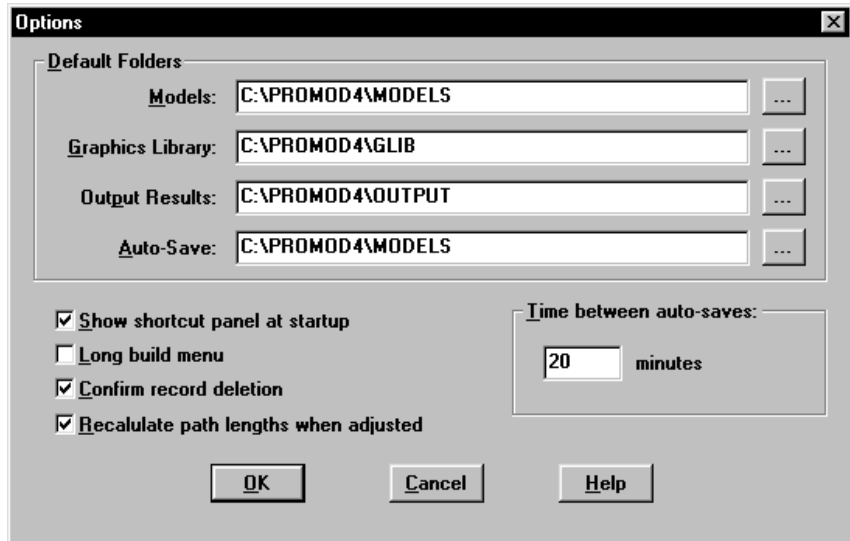 Options
Default Folders
Models: C:\PROMOD4\MODELS ...
Graphics Library: C:\PROMOD4\GLIB ...
Output Results: C:\PROMOD4\OUTPUT ...
Auto-Save: C:\PROMOD4\MODELS ...
Show shortcut panel at startup
Long build menu
Confirm record deletion
Recalulate path lengths when adjusted
Time between auto-saves:
20 minutes
OK Cancel Help